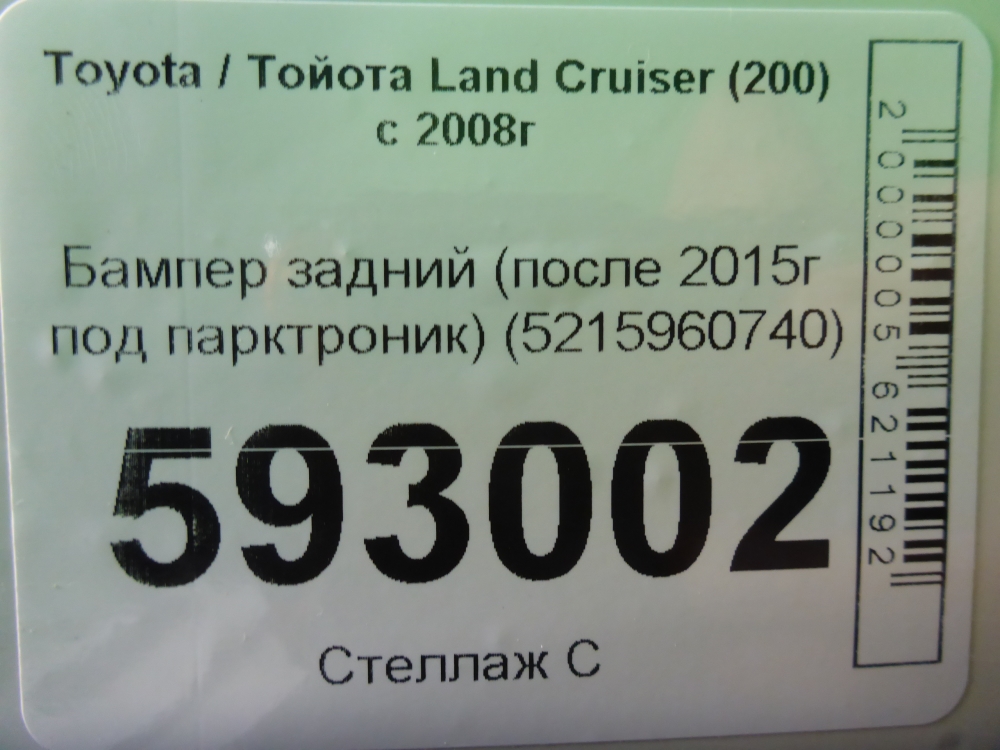 Toyota / Тойота Land Cruiser (200)
с 2008г
Бампер задний (после 2015г
под парктроник) (5215960740)
593002
Стеллаж С
2000005621192